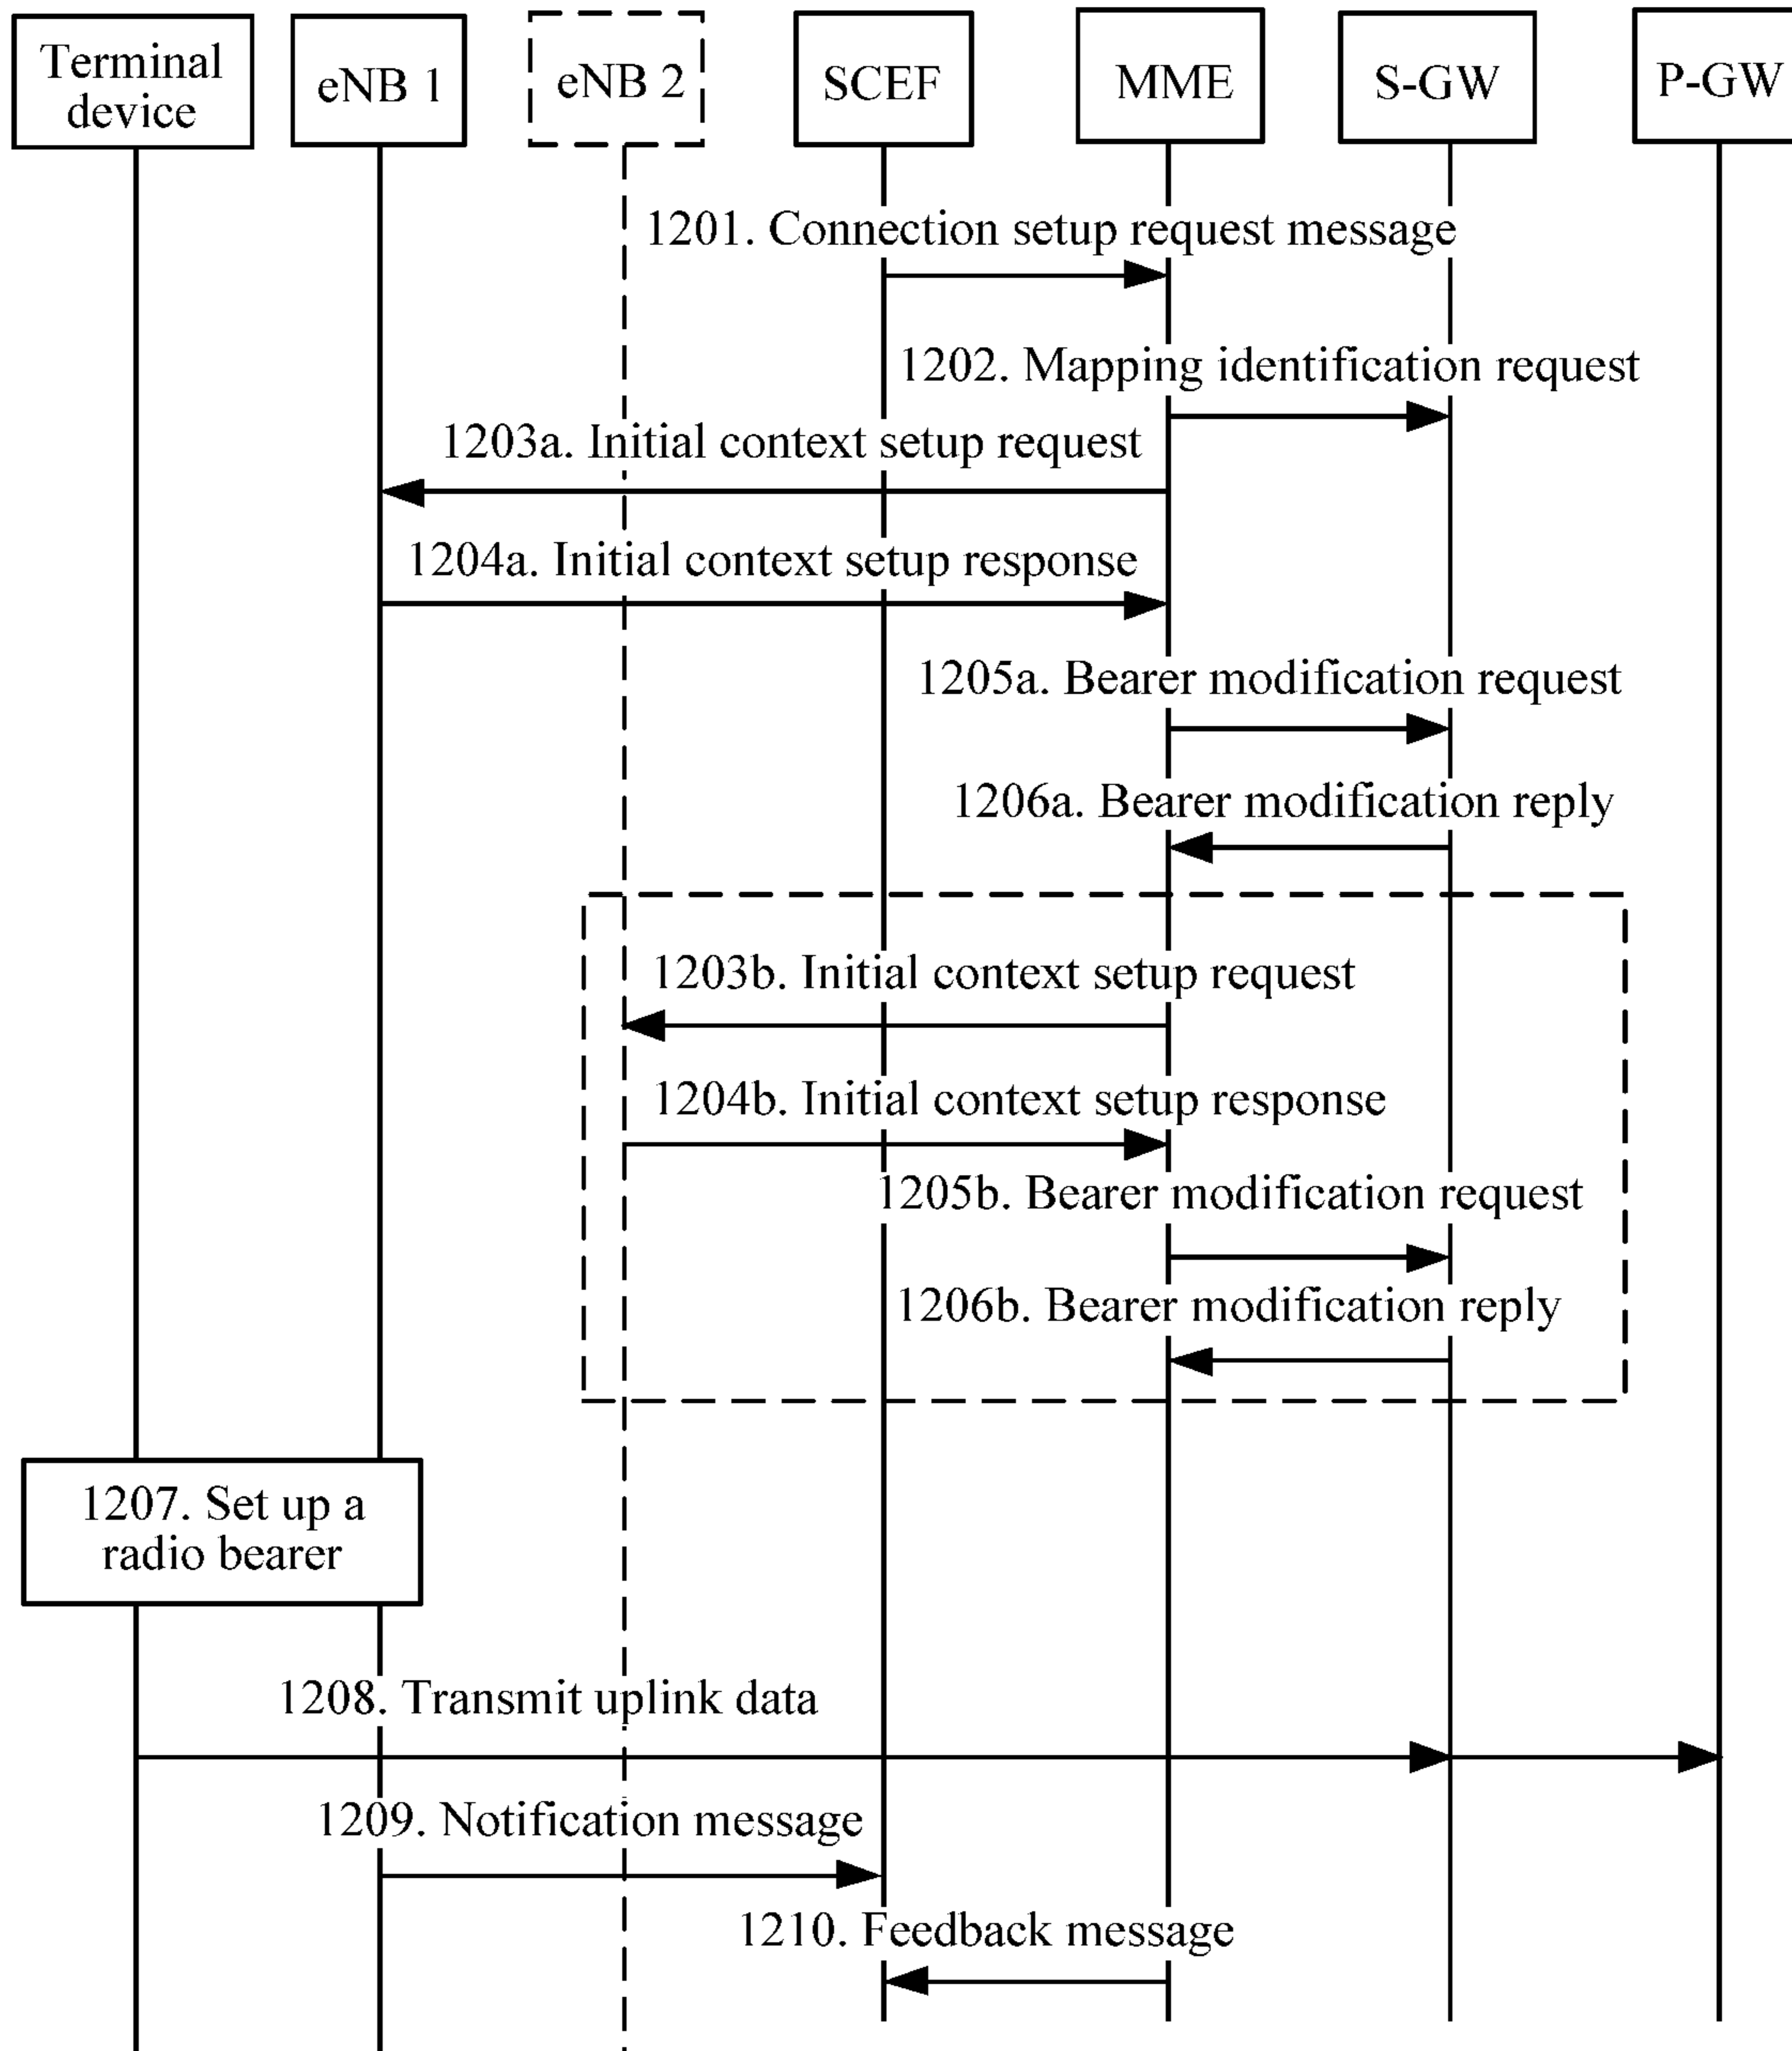 Terminal
device
eNB 1
eNB 2
SCEF
MME
S-GW
P-GW
1201. Connection setup request message
1202. Mapping identification request
1203a. Initial context setup request
1204a. Initial context setup response
1205a. Bearer modification request
1206a. Bearer modification reply
1203b. Initial context setup request
1204b. Initial context setup response
1205b. Bearer modification request
1206b. Bearer modification reply
1207. Set up a
radio bearer
1208. Transmit uplink data
1209. Notification message
1210. Feedback message